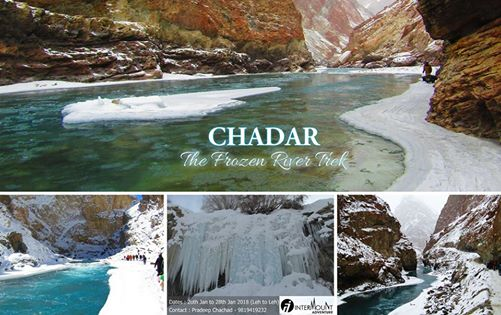 CHADAR
The Frozen River Trek
Dates : 20th Jan to 28th Jan 2018 (Leh to Leh)
Contact : Pradeep Chachad - 9819419232
INTERMOUNT
ADVENTURE